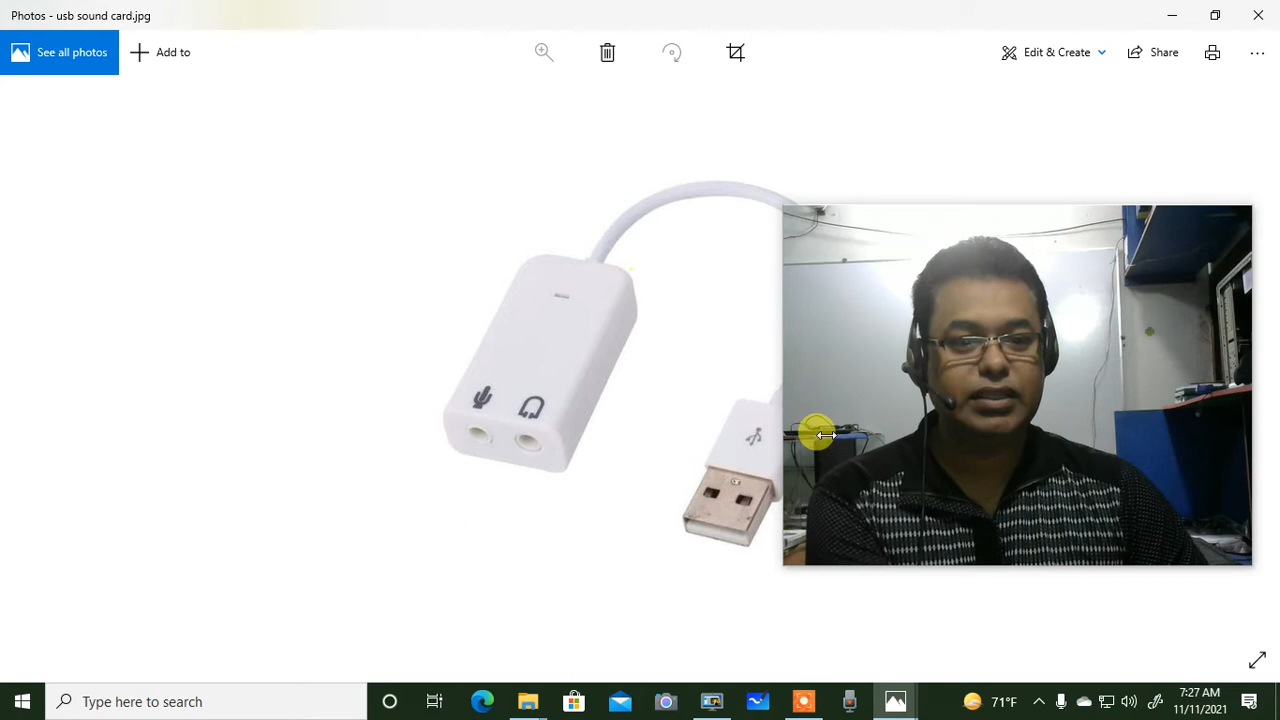 Photos - usb sound card.jpg
See all photos
Add to
Edit & Create
Share
Type here to search
71°F
7:27 AM
11/11/2021